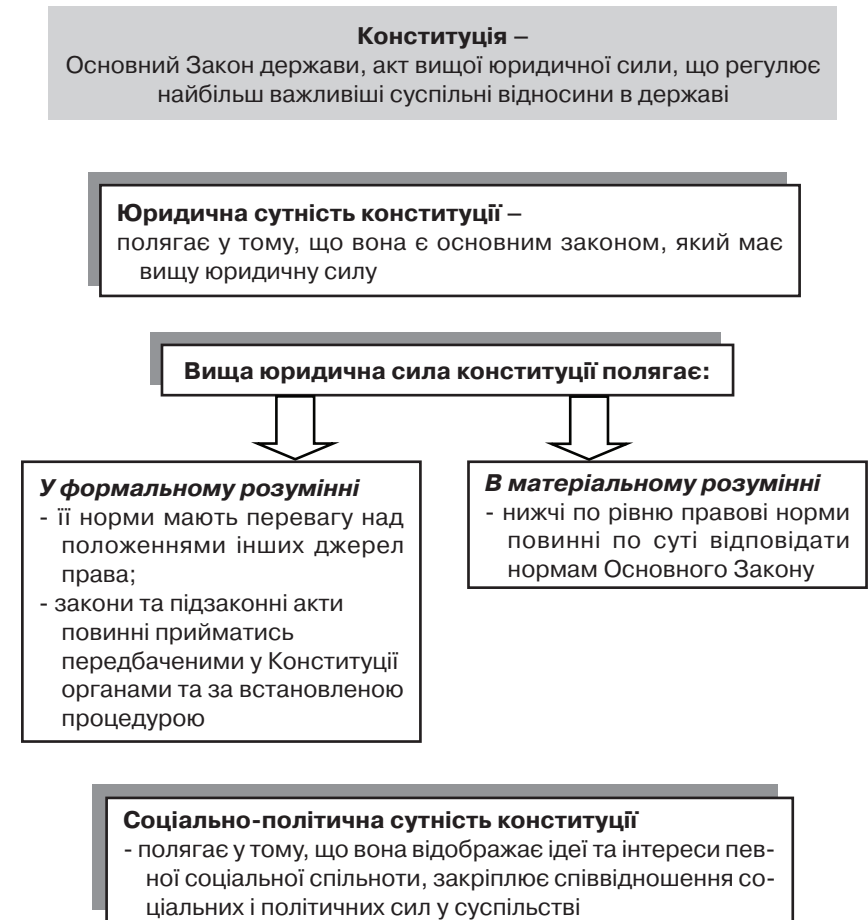 Конституція –
Основний Закон держави, акт вищої юридичної сили, що регулює
найбільш важливіші суспільні відносини в державі
Юридична сутність конституції –
полягає у тому, що вона є основним законом, який має
вищу юридичну силу
Вища юридична сила конституції полягає:
У формальному розумінні
- її норми мають перевагу над
положеннями інших джерел
права;
- закони та підзаконні акти
повинні прийматись
передбаченими у Конституції
органами та за встановленою
процедурою
В матеріальному розумінні
- нижчі по рівню правові норми
повинні по суті відповідати
нормам Основного Закону
Соціально-політична сутність конституції
- полягає у тому, що вона відображає ідеї та інтереси пев-
ної соціальної спільноти, закріплює співвідношення со-
ціальних і політичних сил у суспільстві